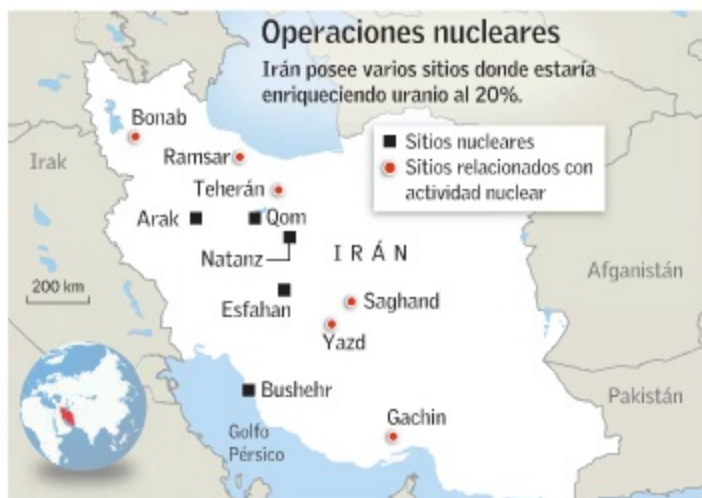 Operaciones nucleares
Irán posee varios sitios donde estaría
enriqueciendo uranio al 20%.
Sitios nucleares
Sitios relacionados con
actividad nuclear
Bonab
Ramsar
Irak
Teherán
Arak
Qom
Natanz
IRÁN
Afganistán
200 km
Esfahan
Saghand
Yazd
Bushehr
Pakistán
Gachin
Golfo
Pérsico